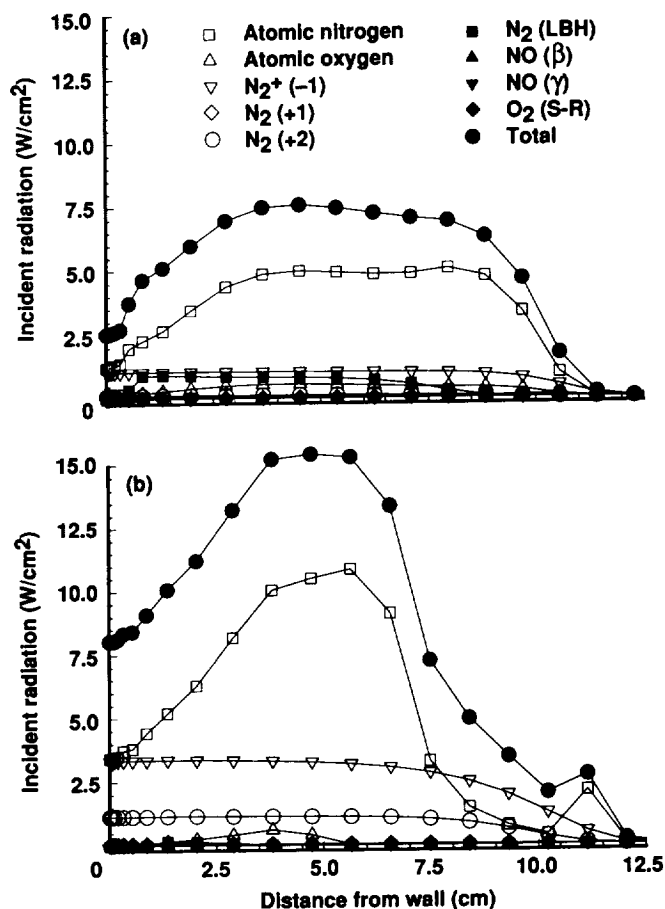 (a)
Atomic nitrogen
Atomic oxygen
N2+ (−1)
N2 (+1)
N2 (+2)
N2 (LBH)
NO (β)
NO (γ)
O2 (S-R)
Total
Incident radiation (W/cm2)
15.0
12.5
10.0
7.5
5.0
2.5
0
(b)
Incident radiation (W/cm2)
15.0
12.5
10.0
7.5
5.0
2.5
0 2.5 5.0 7.5 10.0 12.5
Distance from wall (cm)